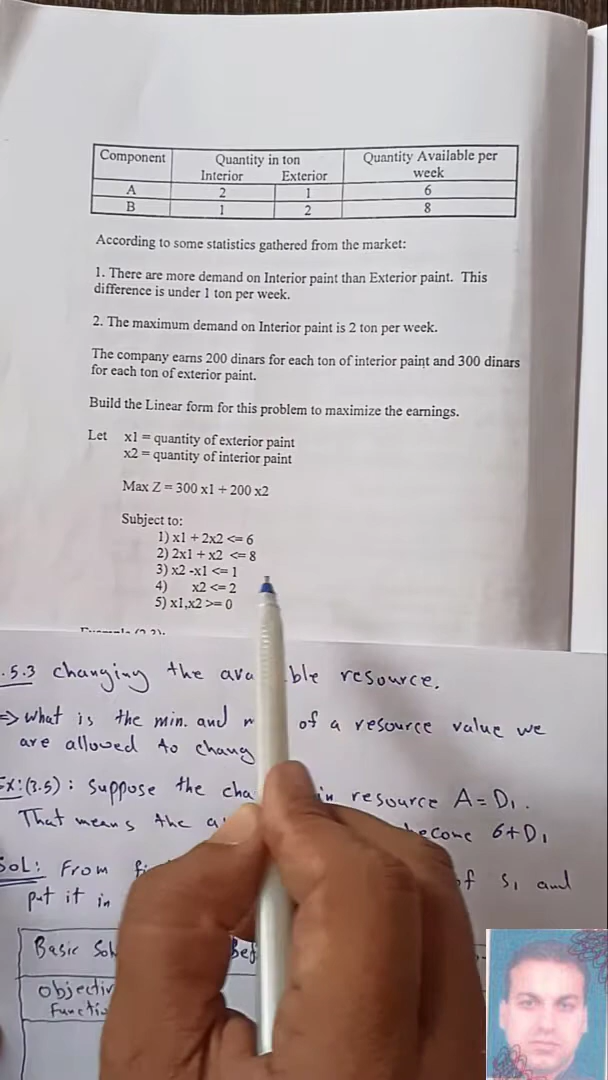 Component Quantity in ton Quantity Available per
Interior Exterior week
A 2 1 6
B 1 2 8
According to some statistics gathered from the market:
1. There are more demand on Interior paint than Exterior paint. This
difference is under 1 ton per week.
2. The maximum demand on Interior paint is 2 ton per week.
The company earns 200 dinars for each ton of interior paint and 300 dinars
for each ton of exterior paint.
Build the Linear form for this problem to maximize the earnings.
Let x1 = quantity of exterior paint
x2 = quantity of interior paint
Max Z = 300 x1 + 200 x2
Subject to:
1) x1 + 2x2 <= 6
2) 2x1 + x2 <= 8
3) x2 -x1 <= 1
4) x2 <= 2
5) x1,x2 >= 0
.5.3 changing the ava ble resource.
=> what is the min. and of a resource value we
are allowed to chang
Ex:(3.5): suppose the cha in resource A = D1.
That means the become 6+D1
SOL: From of S1 and
put it in
Basic
Objectiv
Functio